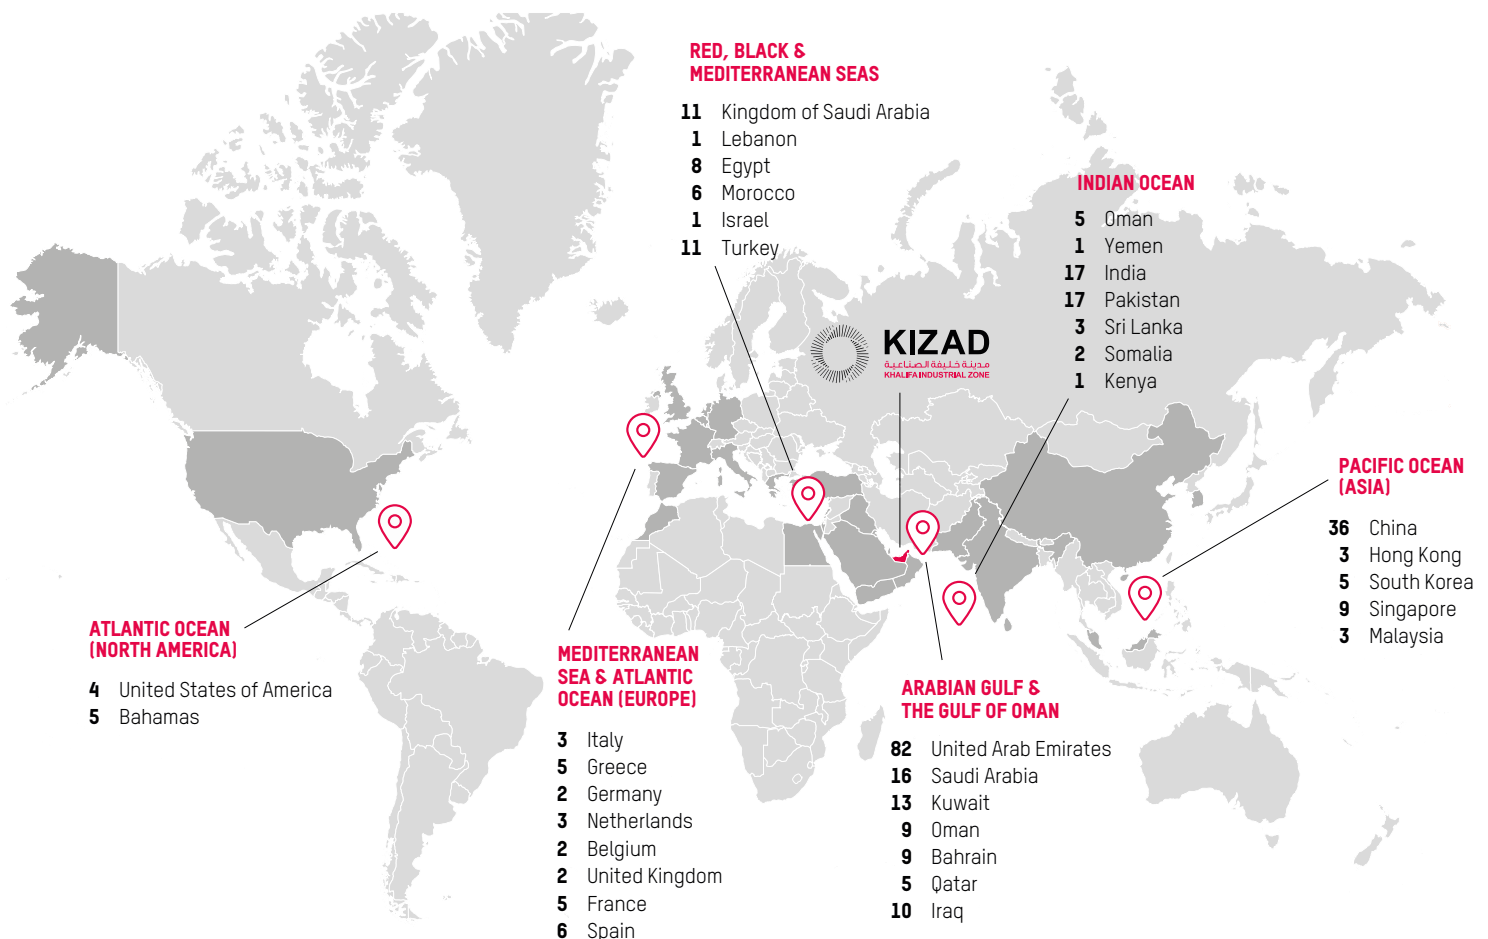 RED, BLACK &
MEDITERRANEAN SEAS
11 Kingdom of Saudi Arabia
1 Lebanon
8 Egypt
6 Morocco
1 Israel
11 Turkey
INDIAN OCEAN
5 Oman
1 Yemen
17 India
17 Pakistan
3 Sri Lanka
2 Somalia
1 Kenya
KIZAD
مدينة خليفة الصناعية
KHALIFA INDUSTRIAL ZONE
PACIFIC OCEAN
(ASIA)
36 China
3 Hong Kong
5 South Korea
9 Singapore
3 Malaysia
ATLANTIC OCEAN
(NORTH AMERICA)
4 United States of America
5 Bahamas
MEDITERRANEAN
SEA & ATLANTIC
OCEAN (EUROPE)
3 Italy
5 Greece
2 Germany
3 Netherlands
2 Belgium
2 United Kingdom
5 France
6 Spain
ARABIAN GULF &
THE GULF OF OMAN
82 United Arab Emirates
16 Saudi Arabia
13 Kuwait
9 Oman
9 Bahrain
5 Qatar
10 Iraq